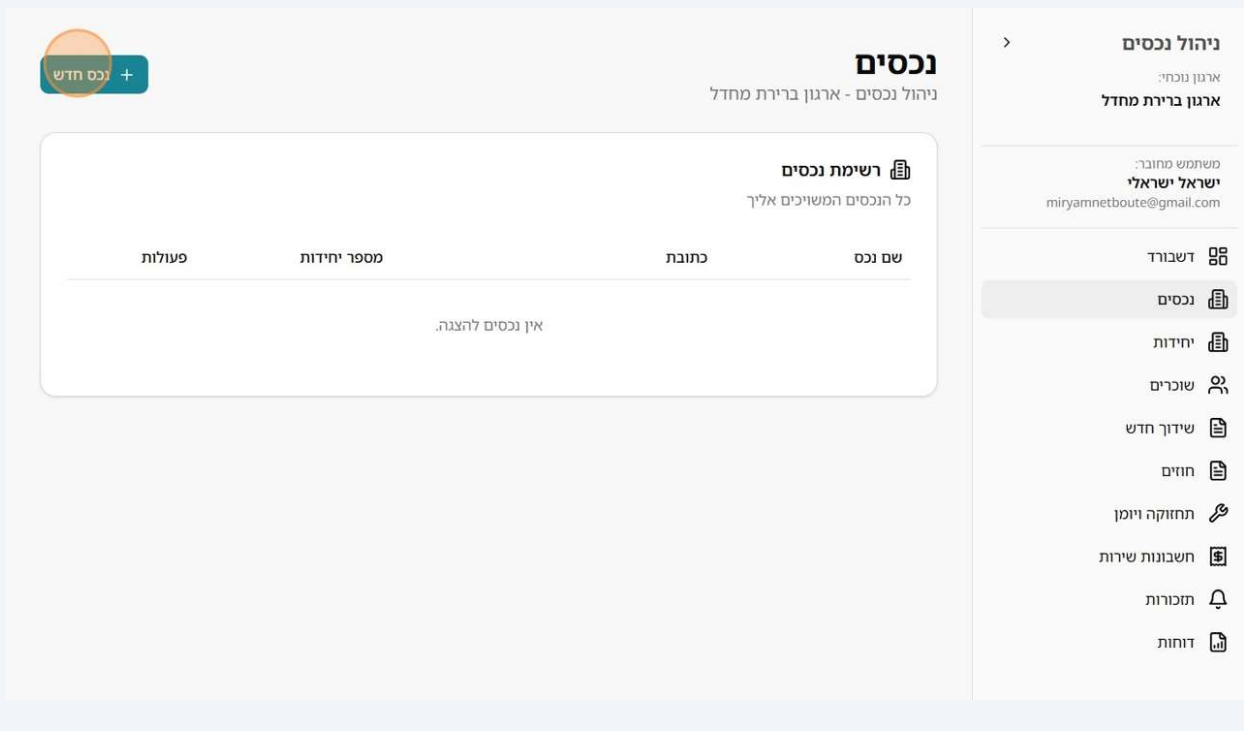 ניהול נכסים
ארגון נוכחי:
ארגון ברירת מחדל
משתמש מחובר:
ישראל ישראלי
miryamnetboute@gmail.com
דשבורד
נכסים
יחידות
שוכרים
שידוך חדש
חוזים
תחזוקה ויומן
חשבונות שירות
תזכורות
דוחות
נכסים
ניהול נכסים - ארגון ברירת מחדל
+ נכס חדש
רשימת נכסים
כל הנכסים המשויכים אליך
שם נכס כתובת מספר יחידות פעולות
אין נכסים להצגה.